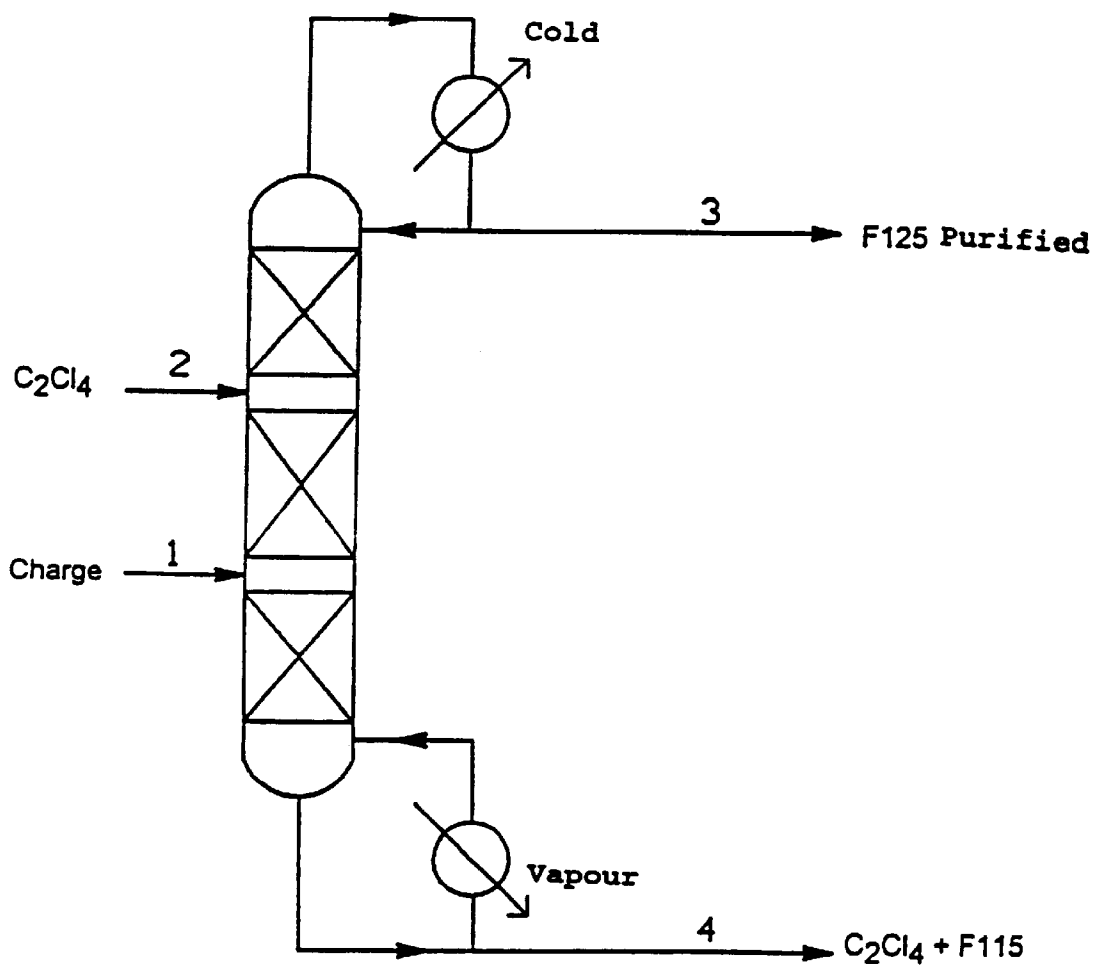 Cold
3
F125 Purified
2
C₂Cl₄
1
Charge
Vapour
4
C₂Cl₄ + F115